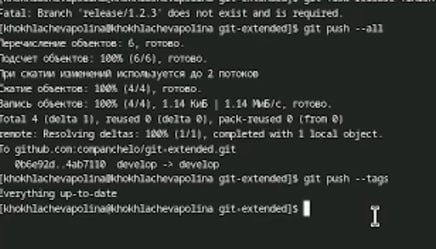 Fatal: Branch 'release/1.2.3' does not exist and is required.
[khokhlachevapolina@khokhlachevapolina git-extended]$ git push --all
Перечисление объектов: 6, готово.
Подсчет объектов: 100% (6/6), готово.
При сжатии изменений используется до 2 потоков
Сжатие объектов: 100% (4/4), готово.
Запись объектов: 100% (4/4), 1.14 КиБ | 1.14 МиБ/с, готово.
Total 4 (delta 1), reused 0 (delta 0), pack-reused 0 (from 0)
remote: Resolving deltas: 100% (1/1), completed with 1 local object.
To github.com:companchelo/git-extended.git
0b6e92d..4ab7110 develop -> develop
[khokhlachevapolina@khokhlachevapolina git-extended]$ git push --tags
Everything up-to-date
[khokhlachevapolina@khokhlachevapolina git-extended]$